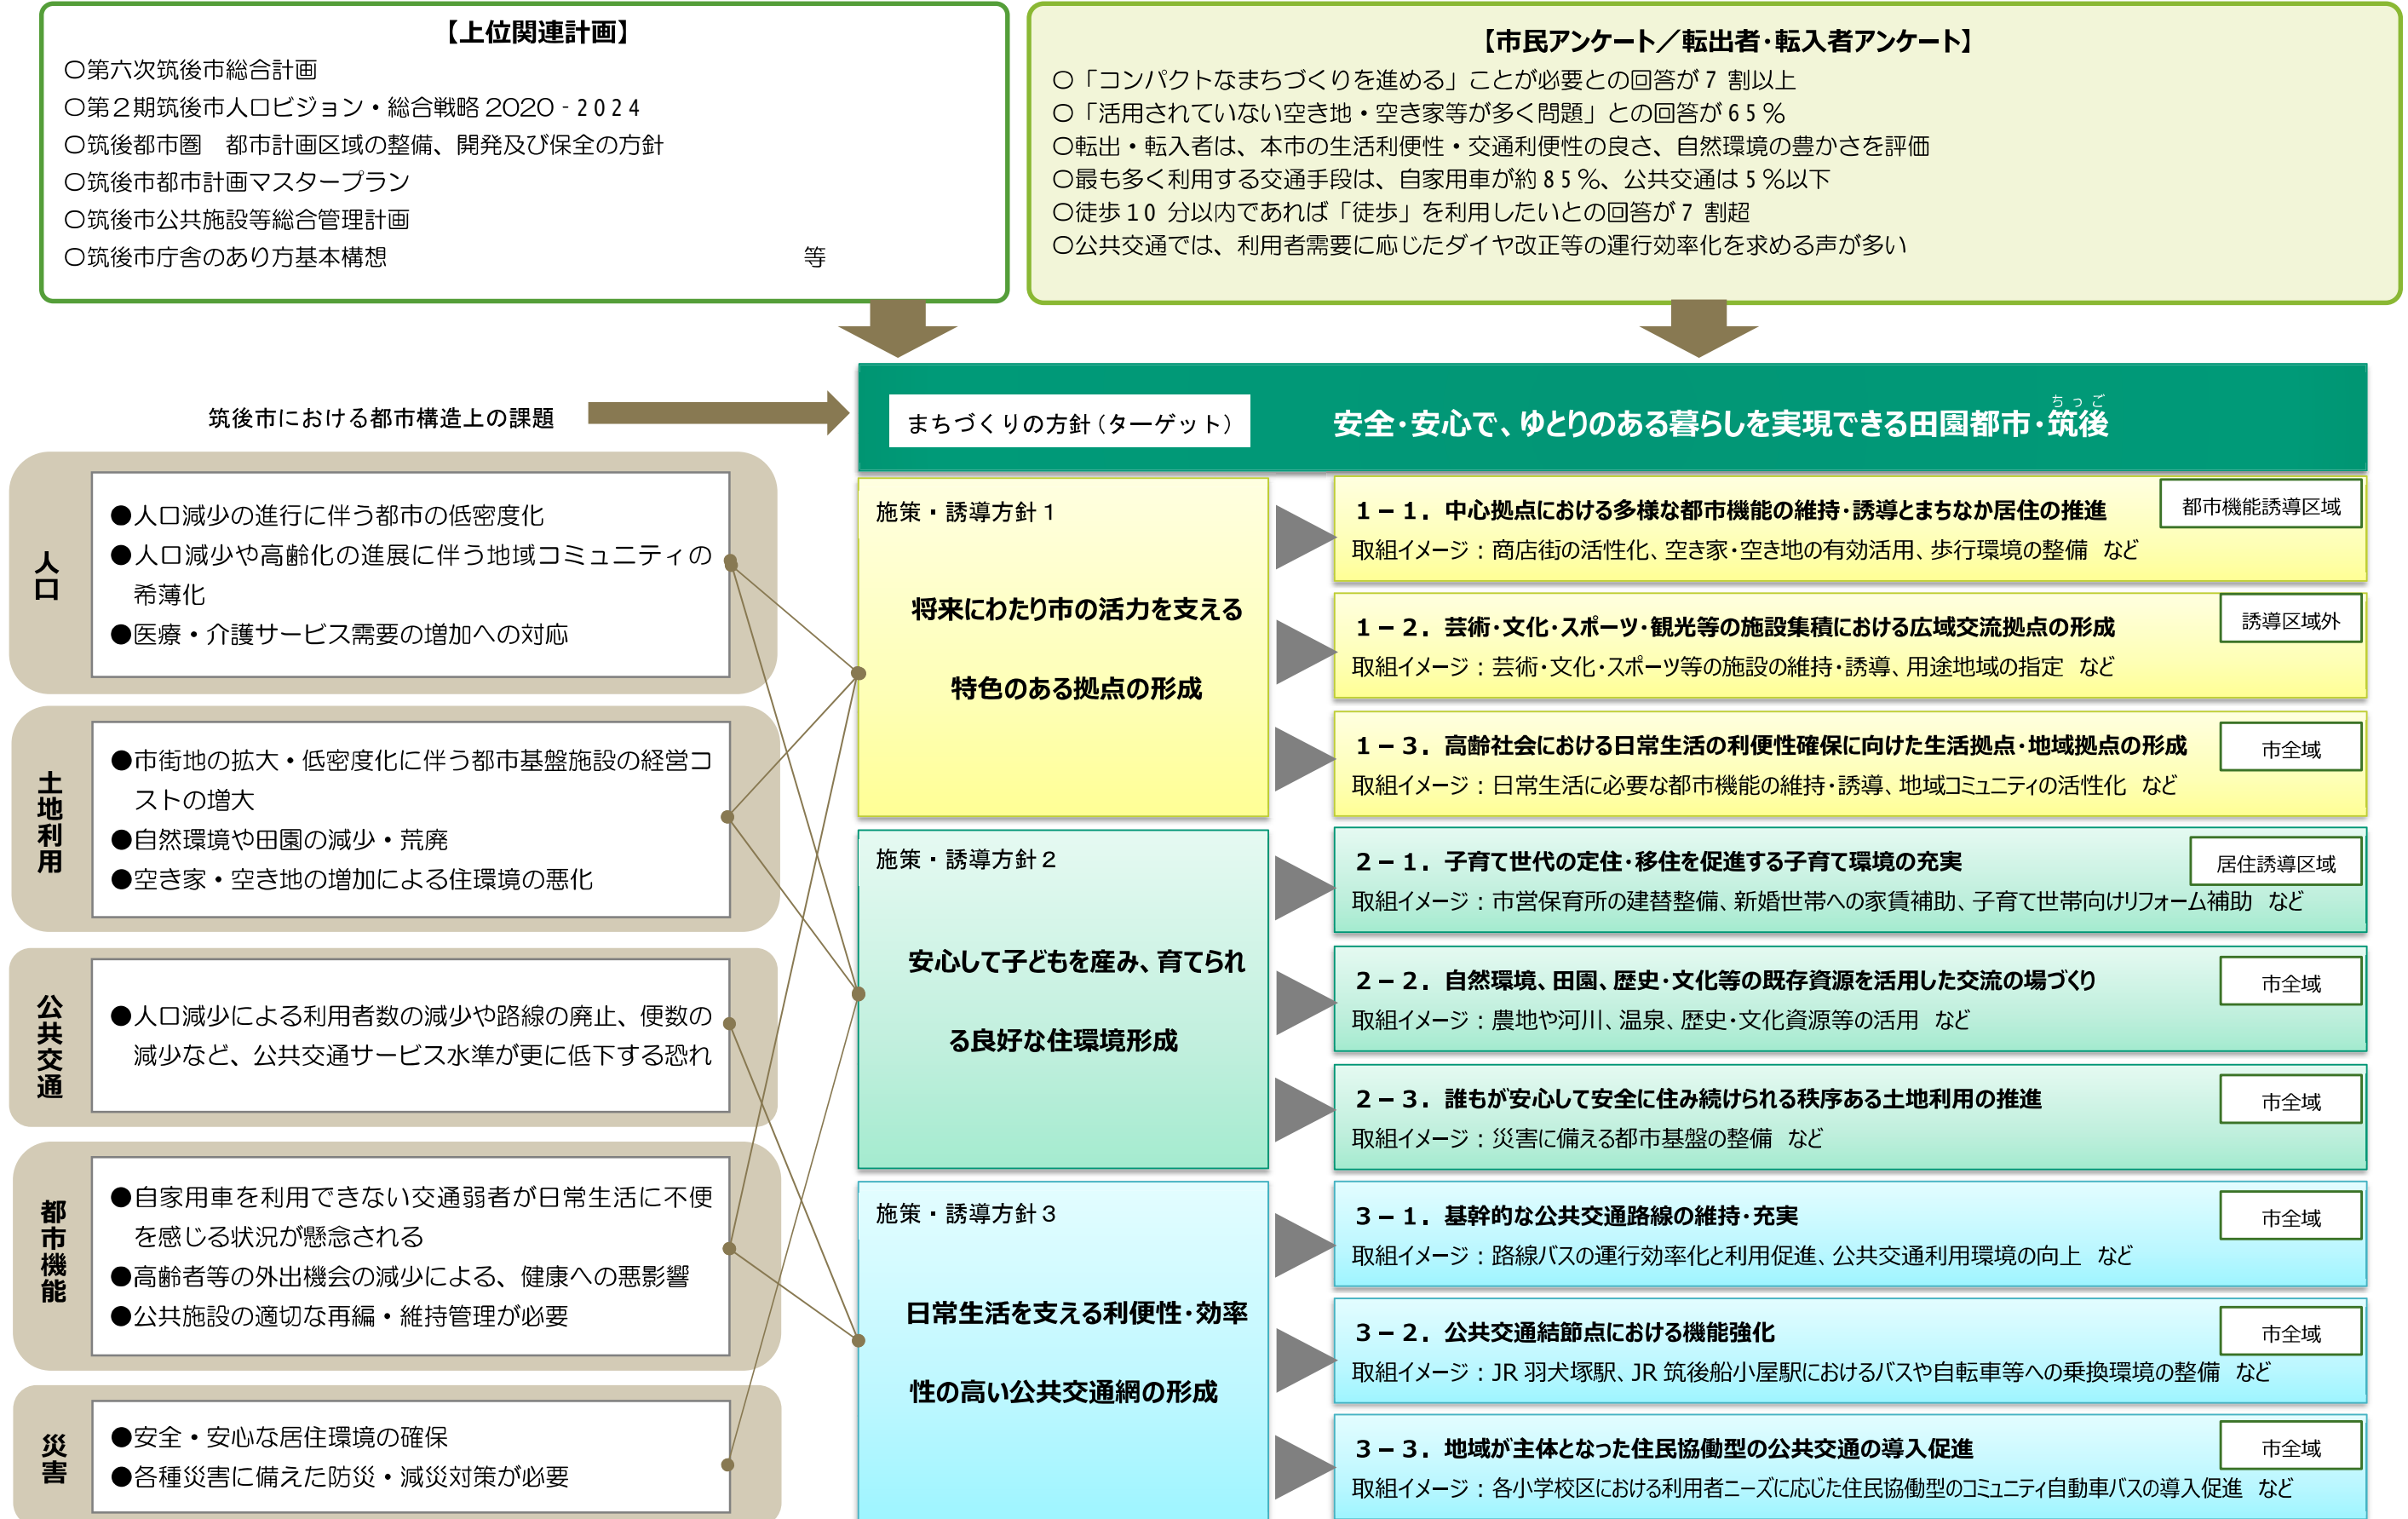 【上位関連計画】
○第六次筑後市総合計画
○第２期筑後市人口ビジョン・総合戦略 2020‐2024
○筑後都市圏　都市計画区域の整備、開発及び保全の方針
○筑後市都市計画マスタープラン
○筑後市公共施設等総合管理計画
○筑後市庁舎のあり方基本構想　等
【市民アンケート／転出者・転入者アンケート】
○「コンパクトなまちづくりを進める」ことが必要との回答が７割以上
○「活用されていない空き地・空き家等が多く問題」との回答が65％
○転出・転入者は、本市の生活利便性・交通利便性の良さ、自然環境の豊かさを評価
○最も多く利用する交通手段は、自家用車が約85％、公共交通は5％以下
○徒歩10分以内であれば「徒歩」を利用したいとの回答が７割超
○公共交通では、利用者需要に応じたダイヤ改正等の運行効率化を求める声が多い
筑後市における都市構造上の課題
まちづくりの方針（ターゲット）
ちっご
安全・安心で、ゆとりのある暮らしを実現できる田園都市・筑後
人口
●人口減少の進行に伴う都市の低密度化
●人口減少や高齢化の進展に伴う地域コミュニティの
希薄化
●医療・介護サービス需要の増加への対応
土地利用
●市街地の拡大・低密度化に伴う都市基盤施設の経営コ
ストの増大
●自然環境や田園の減少・荒廃
●空き家・空き地の増加による住環境の悪化
公共交通
●人口減少による利用者数の減少や路線の廃止、便数の
減少など、公共交通サービス水準が更に低下する恐れ
都市機能
●自家用車を利用できない交通弱者が日常生活に不便
を感じる状況が懸念される
●高齢者等の外出機会の減少による、健康への悪影響
●公共施設の適切な再編・維持管理が必要
災害
●安全・安心な居住環境の確保
●各種災害に備えた防災・減災対策が必要
施策・誘導方針１
将来にわたり市の活力を支える
特色のある拠点の形成
１－１．中心拠点における多様な都市機能の維持・誘導とまちなか居住の推進
都市機能誘導区域
取組イメージ：商店街の活性化、空き家・空き地の有効活用、歩行環境の整備　など
１－２．芸術・文化・スポーツ・観光等の施設集積における広域交流拠点の形成
誘導区域外
取組イメージ：芸術・文化・スポーツ等の施設の維持・誘導、用途地域の指定　など
１－３．高齢社会における日常生活の利便性確保に向けた生活拠点・地域拠点の形成
市全域
取組イメージ：日常生活に必要な都市機能の維持・誘導、地域コミュニティの活性化　など
施策・誘導方針２
安心して子どもを産み、育てられ
る良好な住環境形成
２－１．子育て世代の定住・移住を促進する子育て環境の充実
居住誘導区域
取組イメージ：市営保育所の建替整備、新婚世帯への家賃補助、子育て世帯向けリフォーム補助　など
２－２．自然環境、田園、歴史・文化等の既存資源を活用した交流の場づくり
市全域
取組イメージ：農地や河川、温泉、歴史・文化資源等の活用　など
２－３．誰もが安心して安全に住み続けられる秩序ある土地利用の推進
市全域
取組イメージ：災害に備える都市基盤の整備　など
施策・誘導方針３
日常生活を支える利便性・効率
性の高い公共交通網の形成
３－１．基幹的な公共交通路線の維持・充実
市全域
取組イメージ：路線バスの運行効率化と利用促進、公共交通利用環境の向上　など
３－２．公共交通結節点における機能強化
市全域
取組イメージ：JR 羽犬塚駅、JR 筑後船小屋駅におけるバスや自転車等への乗換環境の整備　など
３－３．地域が主体となった住民協働型の公共交通の導入促進
市全域
取組イメージ：各小学校区における利用者ニーズに応じた住民協働型のコミュニティ自動車バスの導入促進　など